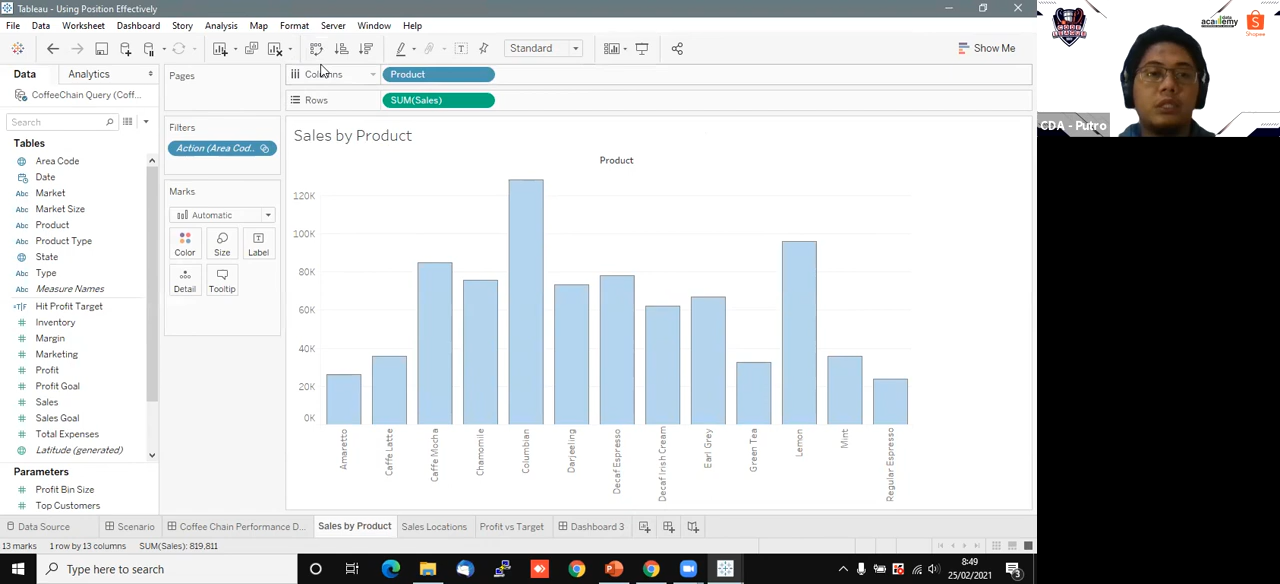 Tableau - Using Position Effectively
File Data Worksheet Dashboard Story Analysis Map Format Server Window Help
Standard
Show Me
Data Analytics
CoffeeChain Query (Coff...
Search
Tables
Area Code
Date
Market
Market Size
Product
Product Type
State
Type
Measure Names
Hit Profit Target
Inventory
Margin
Marketing
Profit
Profit Goal
Sales
Sales Goal
Total Expenses
Latitude (generated)
Parameters
Profit Bin Size
Top Customers
Pages
Filters
Action (Area Cod..
Marks
Automatic
Color Size Label
Detail Tooltip
Columns Product
Rows SUM(Sales)
Sales by Product
Product
120K
100K
80K
60K
40K
20K
0K
Amaretto
Caffe Latte
Caffe Mocha
Chamomile
Columbian
Darjeeling
Decaf Espresso
Decaf Irish Cream
Earl Grey
Green Tea
Lemon
Mint
Regular Espresso
Data Source Scenario Coffee Chain Performance D... Sales by Product Sales Locations Profit vs Target Dashboard 3
13 marks 1 row by 13 columns SUM(Sales): 819,811
Type here to search
8:49
25/02/2021
3
CODE LEAGUE
data academy
Shopee
CDA - Putro